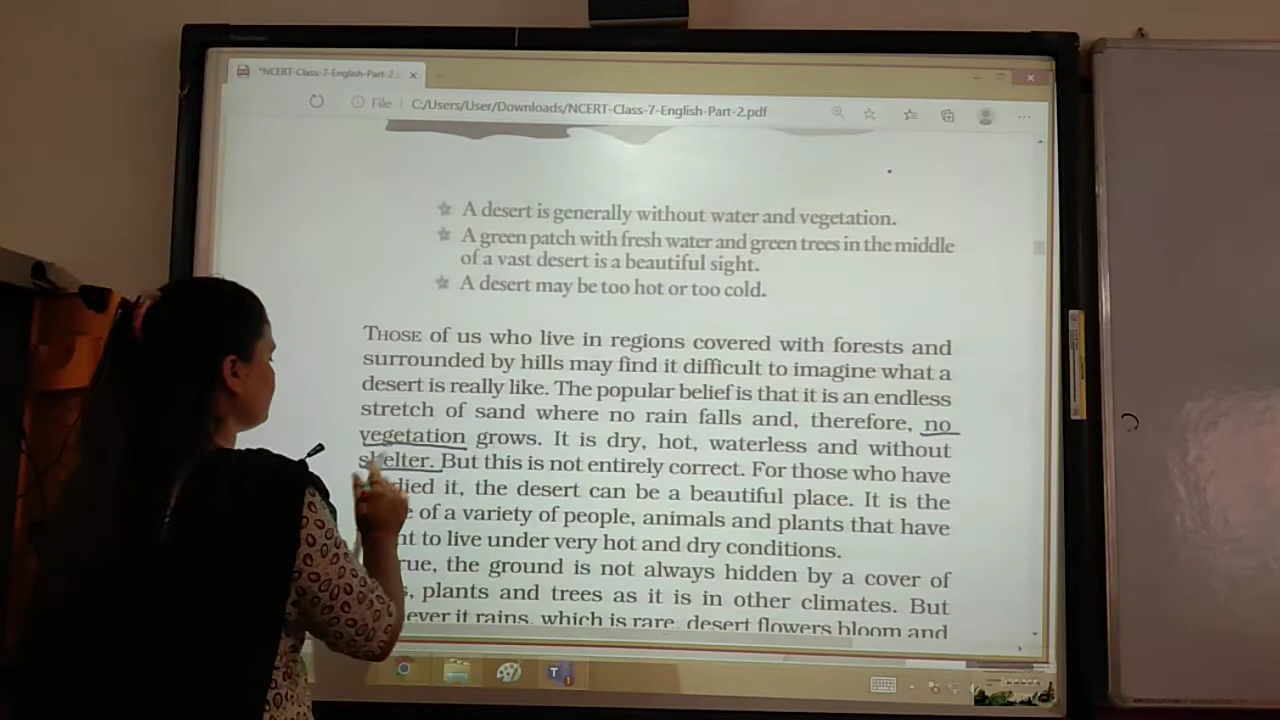 *NCERT-Class-7-English-Part-2...
File C:/Users/User/Downloads/NCERT-Class-7-English-Part-2.pdf
A desert is generally without water and vegetation.
A green patch with fresh water and green trees in the middle
of a vast desert is a beautiful sight.
A desert may be too hot or too cold.
THOSE of us who live in regions covered with forests and
surrounded by hills may find it difficult to imagine what a
desert is really like. The popular belief is that it is an endless
stretch of sand where no rain falls and, therefore, no
vegetation grows. It is dry, hot, waterless and without
shelter. But this is not entirely correct. For those who have
died it, the desert can be a beautiful place. It is the
e of a variety of people, animals and plants that have
nt to live under very hot and dry conditions.
rue, the ground is not always hidden by a cover of
s, plants and trees as it is in other climates. But
ever it rains, which is rare, desert flowers bloom and